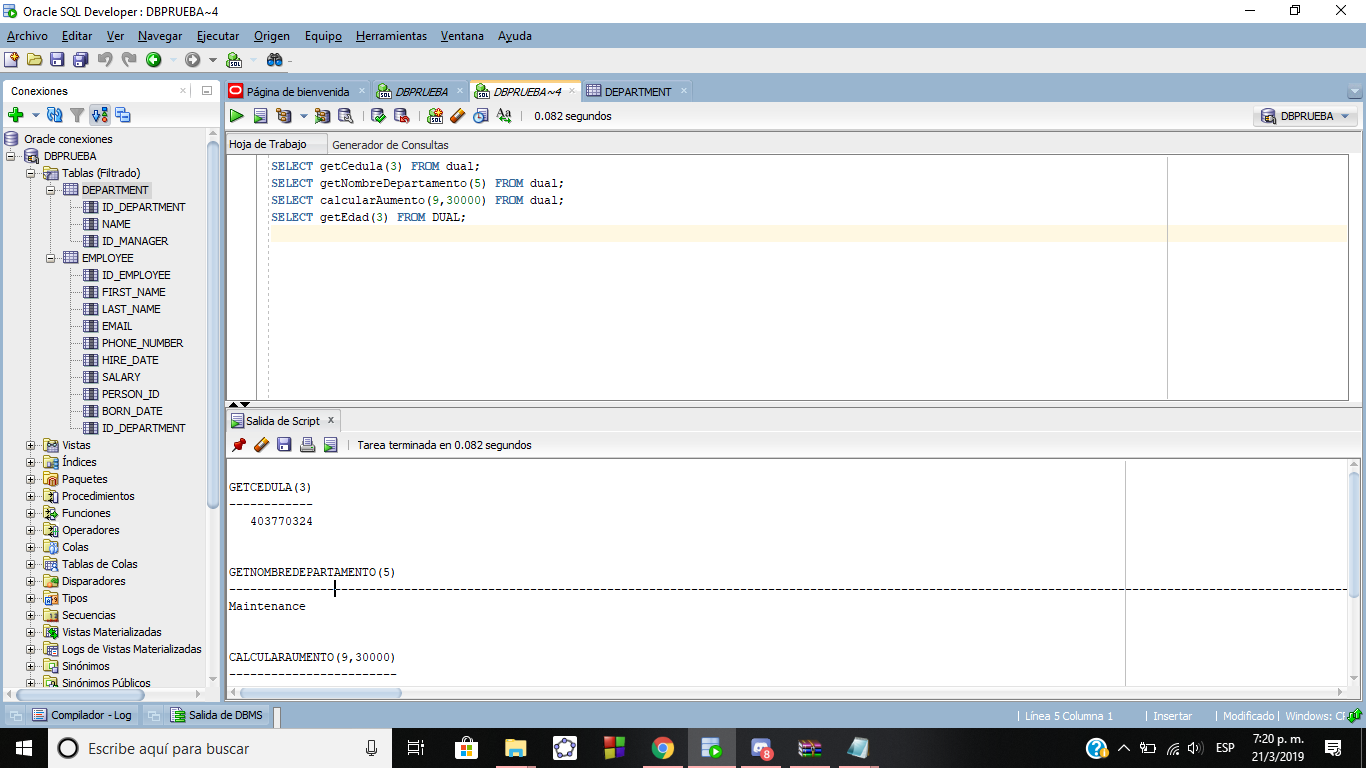 Oracle SQL Developer : DBPRUEBA~4
Archivo Editar Ver Navegar Ejecutar Origen Equipo Herramientas Ventana Ayuda
Conexiones
Oracle conexiones
DBPRUEBA
Tablas (Filtrado)
DEPARTMENT
ID_DEPARTMENT
NAME
ID_MANAGER
EMPLOYEE
ID_EMPLOYEE
FIRST_NAME
LAST_NAME
EMAIL
PHONE_NUMBER
HIRE_DATE
SALARY
PERSON_ID
BORN_DATE
ID_DEPARTMENT
Vistas
Índices
Paquetes
Procedimientos
Funciones
Operadores
Colas
Tablas de Colas
Disparadores
Tipos
Secuencias
Vistas Materializadas
Logs de Vistas Materializadas
Sinónimos
Sinónimos Públicos
Página de bienvenida DBPRUEBA DBPRUEBA~4 DEPARTMENT
0.082 segundos DBPRUEBA
Hoja de Trabajo Generador de Consultas
SELECT getCedula(3) FROM dual;
SELECT getNombreDepartamento(5) FROM dual;
SELECT calcularAumento(9,30000) FROM dual;
SELECT getEdad(3) FROM DUAL;
Salida de Script
Tarea terminada en 0.082 segundos
GETCEDULA(3)
------------
403770324
GETNOMBREDEPARTAMENTO(5)
Maintenance
CALCULARAUMENTO(9,30000)
------------------------
Compilador - Log Salida de DBMS
Línea 5 Columna 1 Insertar Modificado Windows: CR
Escribe aquí para buscar
8
ESP
7:20 p. m.
21/3/2019